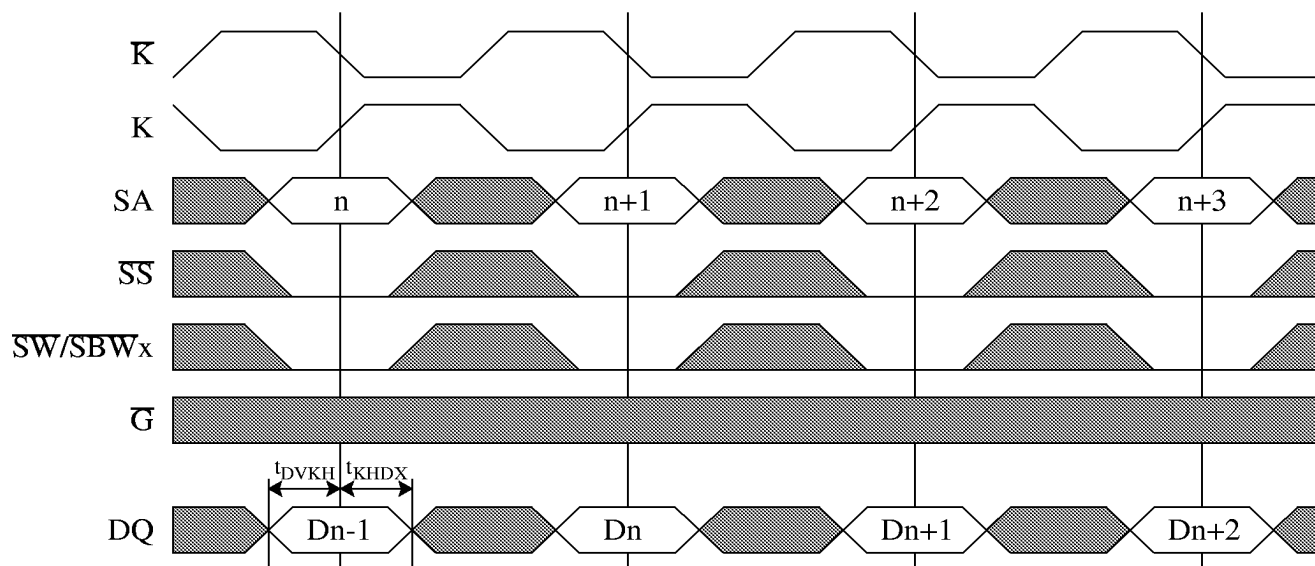 K̅
K
SA n n+1 n+2 n+3
S̅S̅
S̅W̅/S̅B̅W̅x
G̅
tDVKH tKHDX
DQ Dn-1 Dn Dn+1 Dn+2